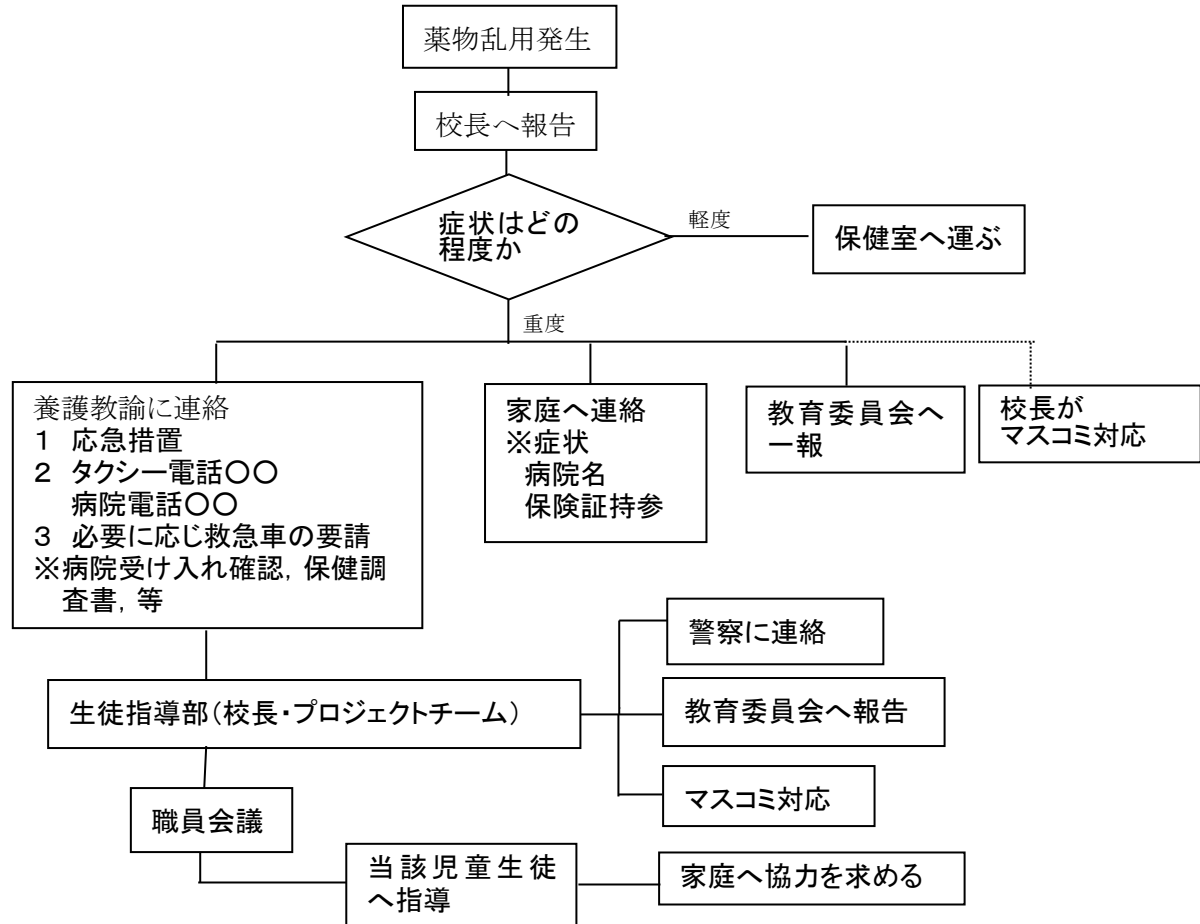 薬物乱用発生
校長へ報告
症状はどの
程度か
軽度
保健室へ運ぶ
重度
養護教諭に連絡
１　応急措置
２　タクシー電話〇〇
病院電話〇〇
３　必要に応じ救急車の要請
※病院受け入れ確認，保健調
査書，等
家庭へ連絡
※症状
病院名
保険証持参
教育委員会へ
一報
校長が
マスコミ対応
警察に連絡
生徒指導部（校長・プロジェクトチーム）
教育委員会へ報告
マスコミ対応
職員会議
当該児童生徒
へ指導
家庭へ協力を求める